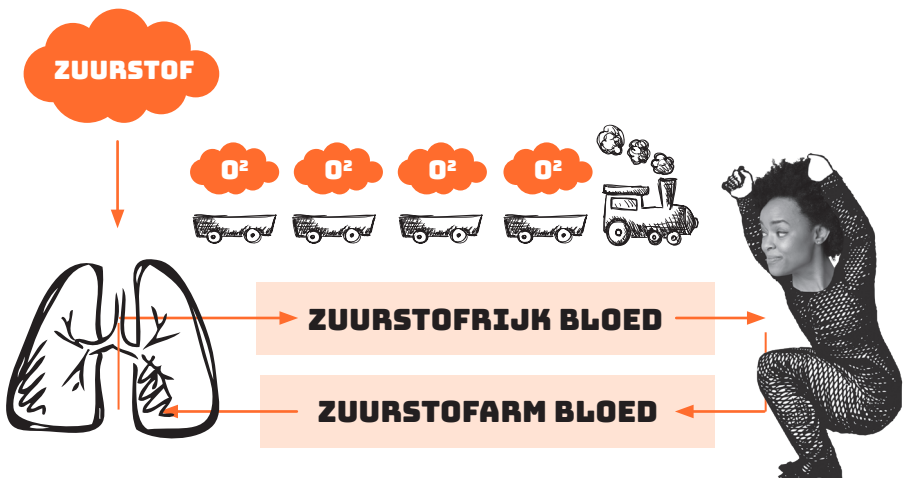 ZUURSTOF
O² O² O² O²
ZUURSTOFRIJK BLOED
ZUURSTOFARM BLOED